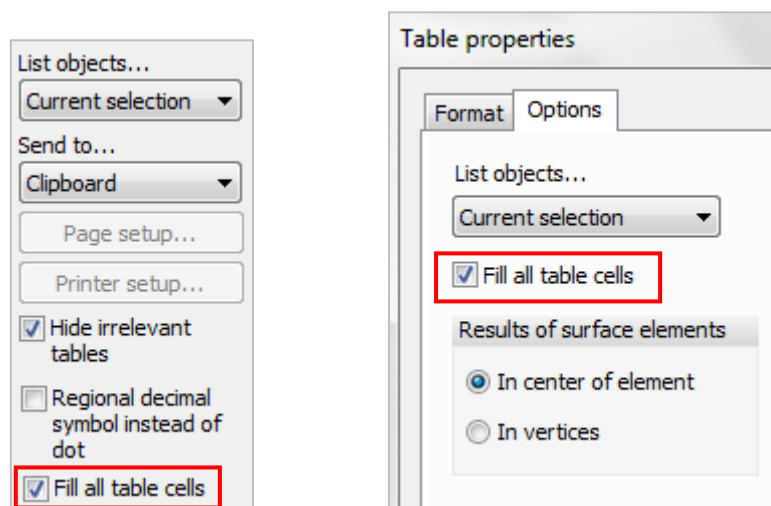 List objects...
Current selection
Send to...
Clipboard
Page setup...
Printer setup...
Hide irrelevant
tables
Regional decimal
symbol instead of
dot
Fill all table cells
Table properties
Format
Options
List objects...
Current selection
Fill all table cells
Results of surface elements
In center of element
In vertices